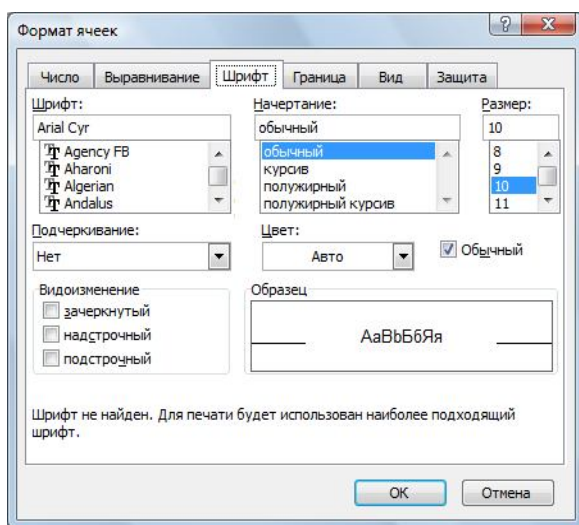 Формат ячеек
Число Выравнивание Шрифт Граница Вид Защита
Шрифт: Начертание: Размер:
Arial Cyr обычный 10
Agency FB обычный 8
Aharoni курсив 9
Algerian полужирный 10
Andalus полужирный курсив 11
Подчеркивание: Цвет:
Нет Авто Обычный
Видоизменение Образец
зачеркнутый
надстрочный АаВbБбЯя
подстрочный
Шрифт не найден. Для печати будет использован наиболее подходящий
шрифт.
ОК Отмена